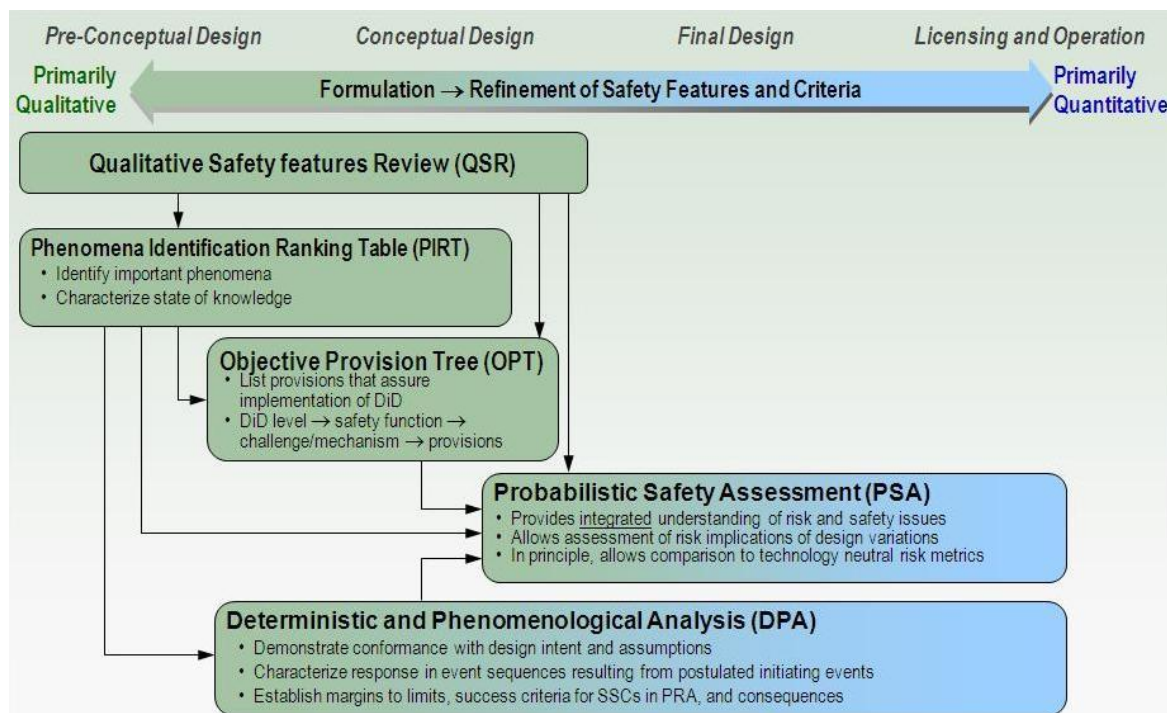 Pre-Conceptual Design Conceptual Design Final Design Licensing and Operation
Primarily
Qualitative
Formulation → Refinement of Safety Features and Criteria
Primarily
Quantitative
Qualitative Safety features Review (QSR)
Phenomena Identification Ranking Table (PIRT)
• Identify important phenomena
• Characterize state of knowledge
Objective Provision Tree (OPT)
• List provisions that assure
implementation of DiD
• DiD level → safety function →
challenge/mechanism → provisions
Probabilistic Safety Assessment (PSA)
• Provides integrated understanding of risk and safety issues
• Allows assessment of risk implications of design variations
• In principle, allows comparison to technology neutral risk metrics
Deterministic and Phenomenological Analysis (DPA)
• Demonstrate conformance with design intent and assumptions
• Characterize response in event sequences resulting from postulated initiating events
• Establish margins to limits, success criteria for SSCs in PRA, and consequences